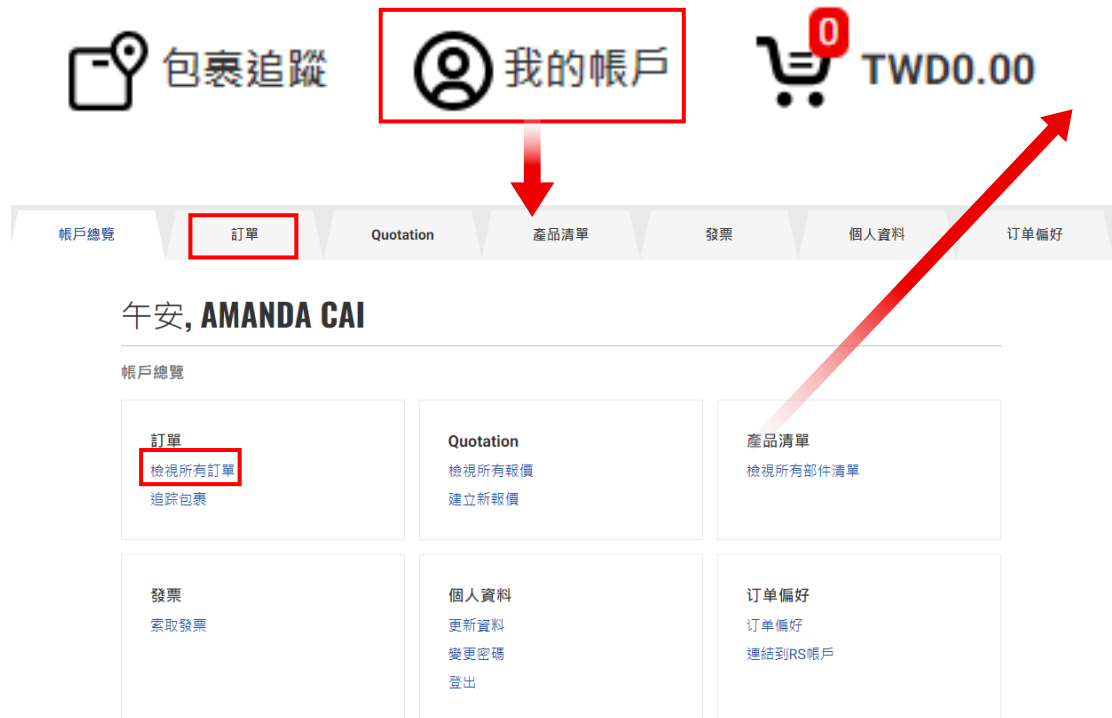 包裹追蹤
我的帳戶
0
TWD0.00
帳戶總覽
訂單
Quotation
產品清單
發票
個人資料
订单偏好
午安, AMANDA CAI
帳戶總覽
訂單
檢視所有訂單
追踪包裹
Quotation
檢視所有報價
建立新報價
產品清單
檢視所有部件清單
發票
索取發票
個人資料
更新資料
變更密碼
登出
订单偏好
订单偏好
連結到RS帳戶